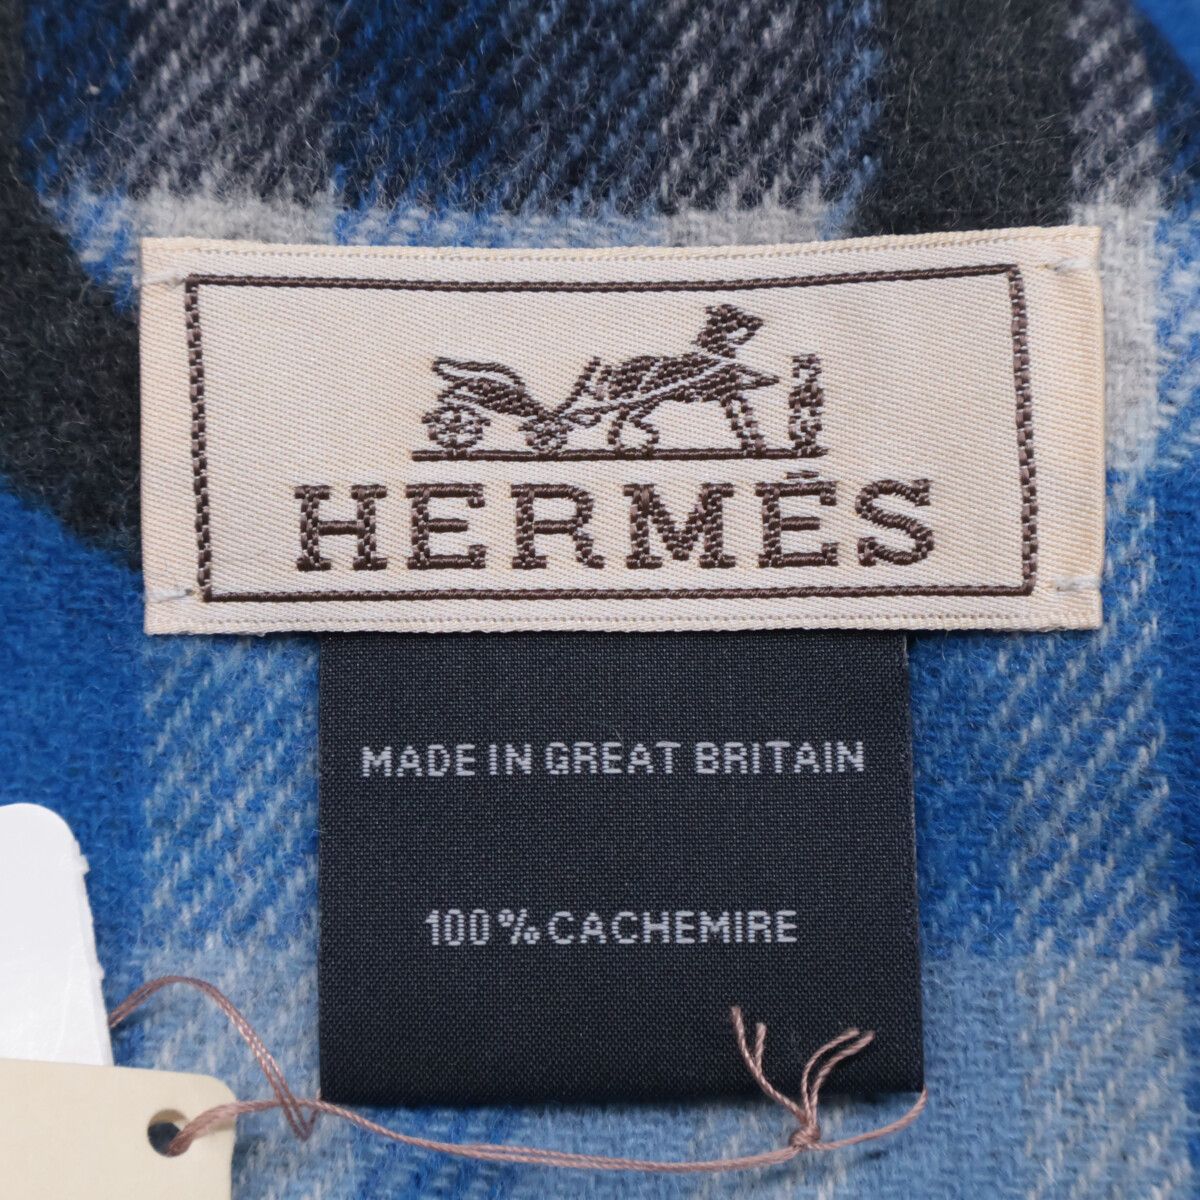 HERMÈS
MADE IN GREAT BRITAIN
100% CACHEMIRE